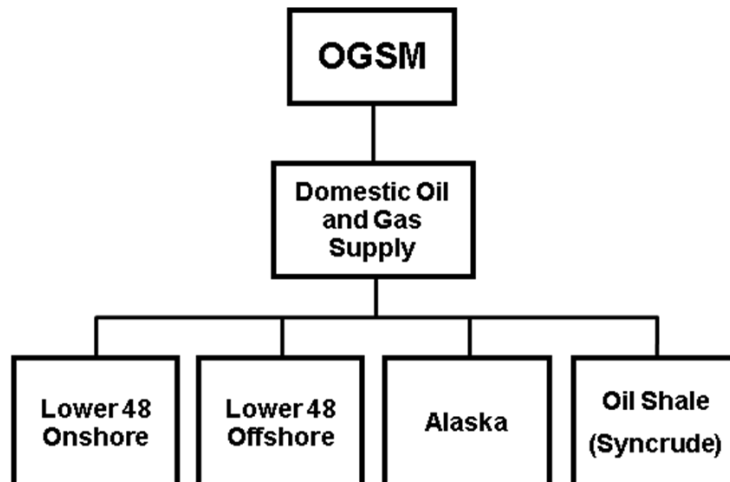 OGSM
Domestic Oil
and Gas
Supply
Lower 48
Onshore
Lower 48
Offshore
Alaska
Oil Shale
(Syncrude)